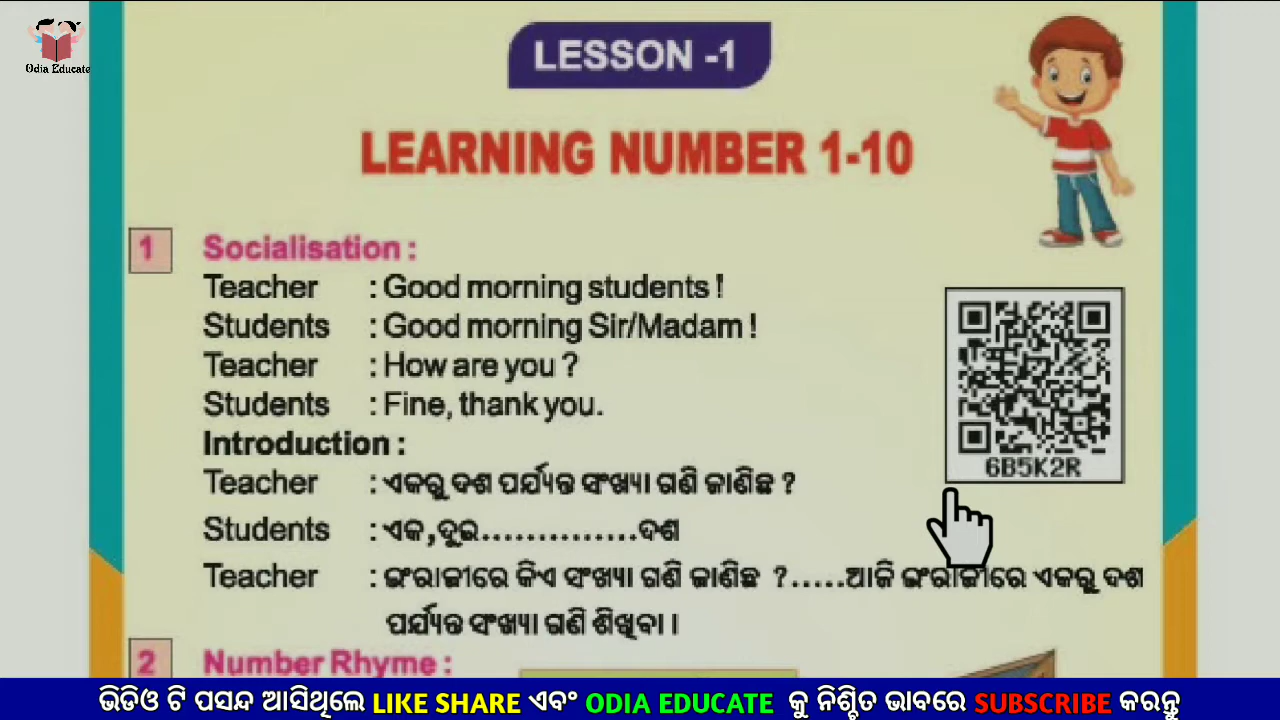 Odia Educate
LESSON -1
LEARNING NUMBER 1-10
1 Socialisation :
Teacher : Good morning students !
Students : Good morning Sir/Madam !
Teacher : How are you ?
Students : Fine, thank you.
6B5K2R
Introduction :
Teacher : ଏକରୁ ଦଶ ପର୍ଯ୍ୟନ୍ତ ସଂଖ୍ୟା ଗଣି ଜାଣିଛ ?
Students : ଏକ,ଦୁଇ..............ଦଶ
Teacher : ଇଂରାଜୀରେ କିଏ ସଂଖ୍ୟା ଗଣି ଜାଣିଛ ?.....ଆଜି ଇଂରାଜୀରେ ଏକରୁ ଦଶ
ପର୍ଯ୍ୟନ୍ତ ସଂଖ୍ୟା ଗଣି ଶିଖିବା ।
2 Number Rhyme :
ଭିଡିଓ ଟି ପସନ୍ଦ ଆସିଥିଲେ LIKE SHARE ଏବଂ ODIA EDUCATE କୁ ନିଶ୍ଚିତ ଭାବରେ SUBSCRIBE କରନ୍ତୁ